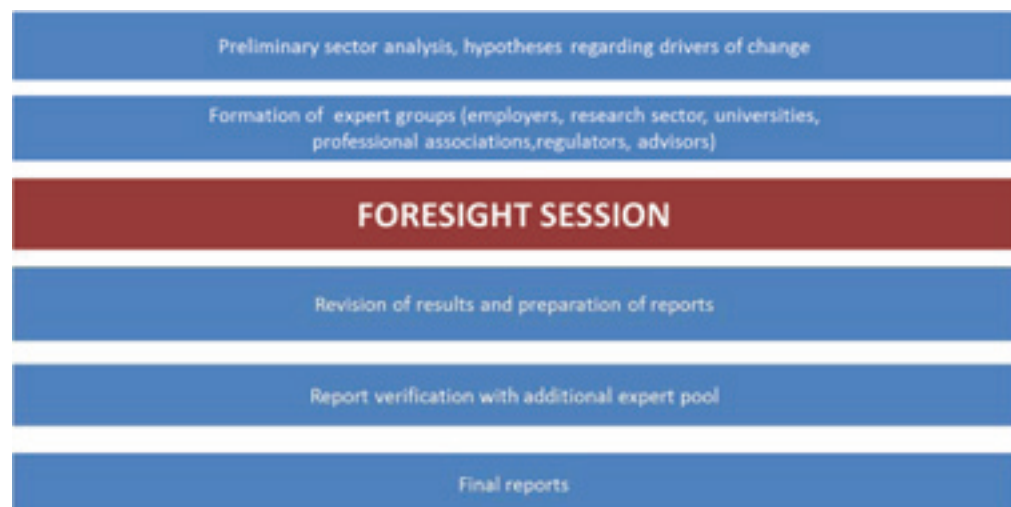 Preliminary sector analysis, hypotheses regarding drivers of change
Formation of expert groups (employers, research sector, universities,
professional associations,regulators, advisors)
FORESIGHT SESSION
Revision of results and preparation of reports
Report verification with additional expert pool
Final reports